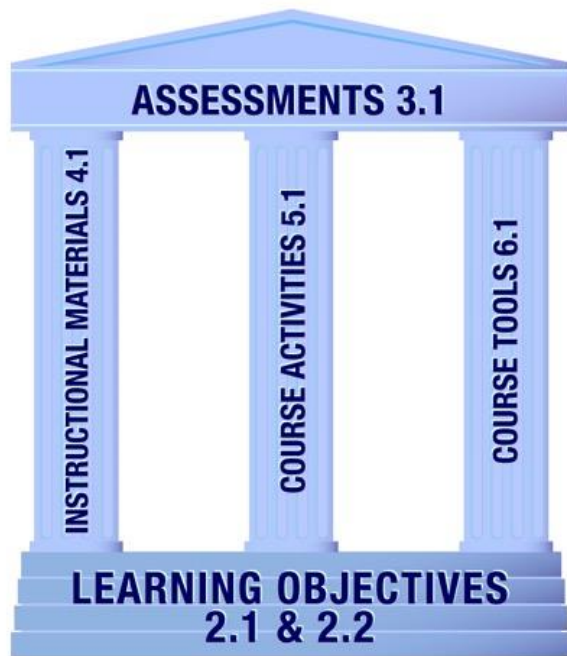 ASSESSMENTS 3.1
INSTRUCTIONAL MATERIALS 4.1
COURSE ACTIVITIES 5.1
COURSE TOOLS 6.1
LEARNING OBJECTIVES
2.1 & 2.2